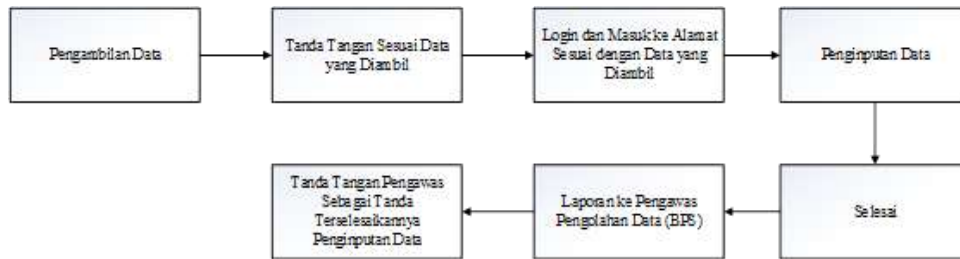 Pengambilan Data
Tanda Tangan Sesuai Data
yang Diambil
Login dan Masuk ke Alamat
Sesuai dengan Data yang
Diambil
Penginputan Data
Selesai
Laporan ke Pengawas
Pengolahan Data (BPS)
Tanda Tangan Pengawas
Sebagai Tanda
Terselesaikannya
Penginputan Data